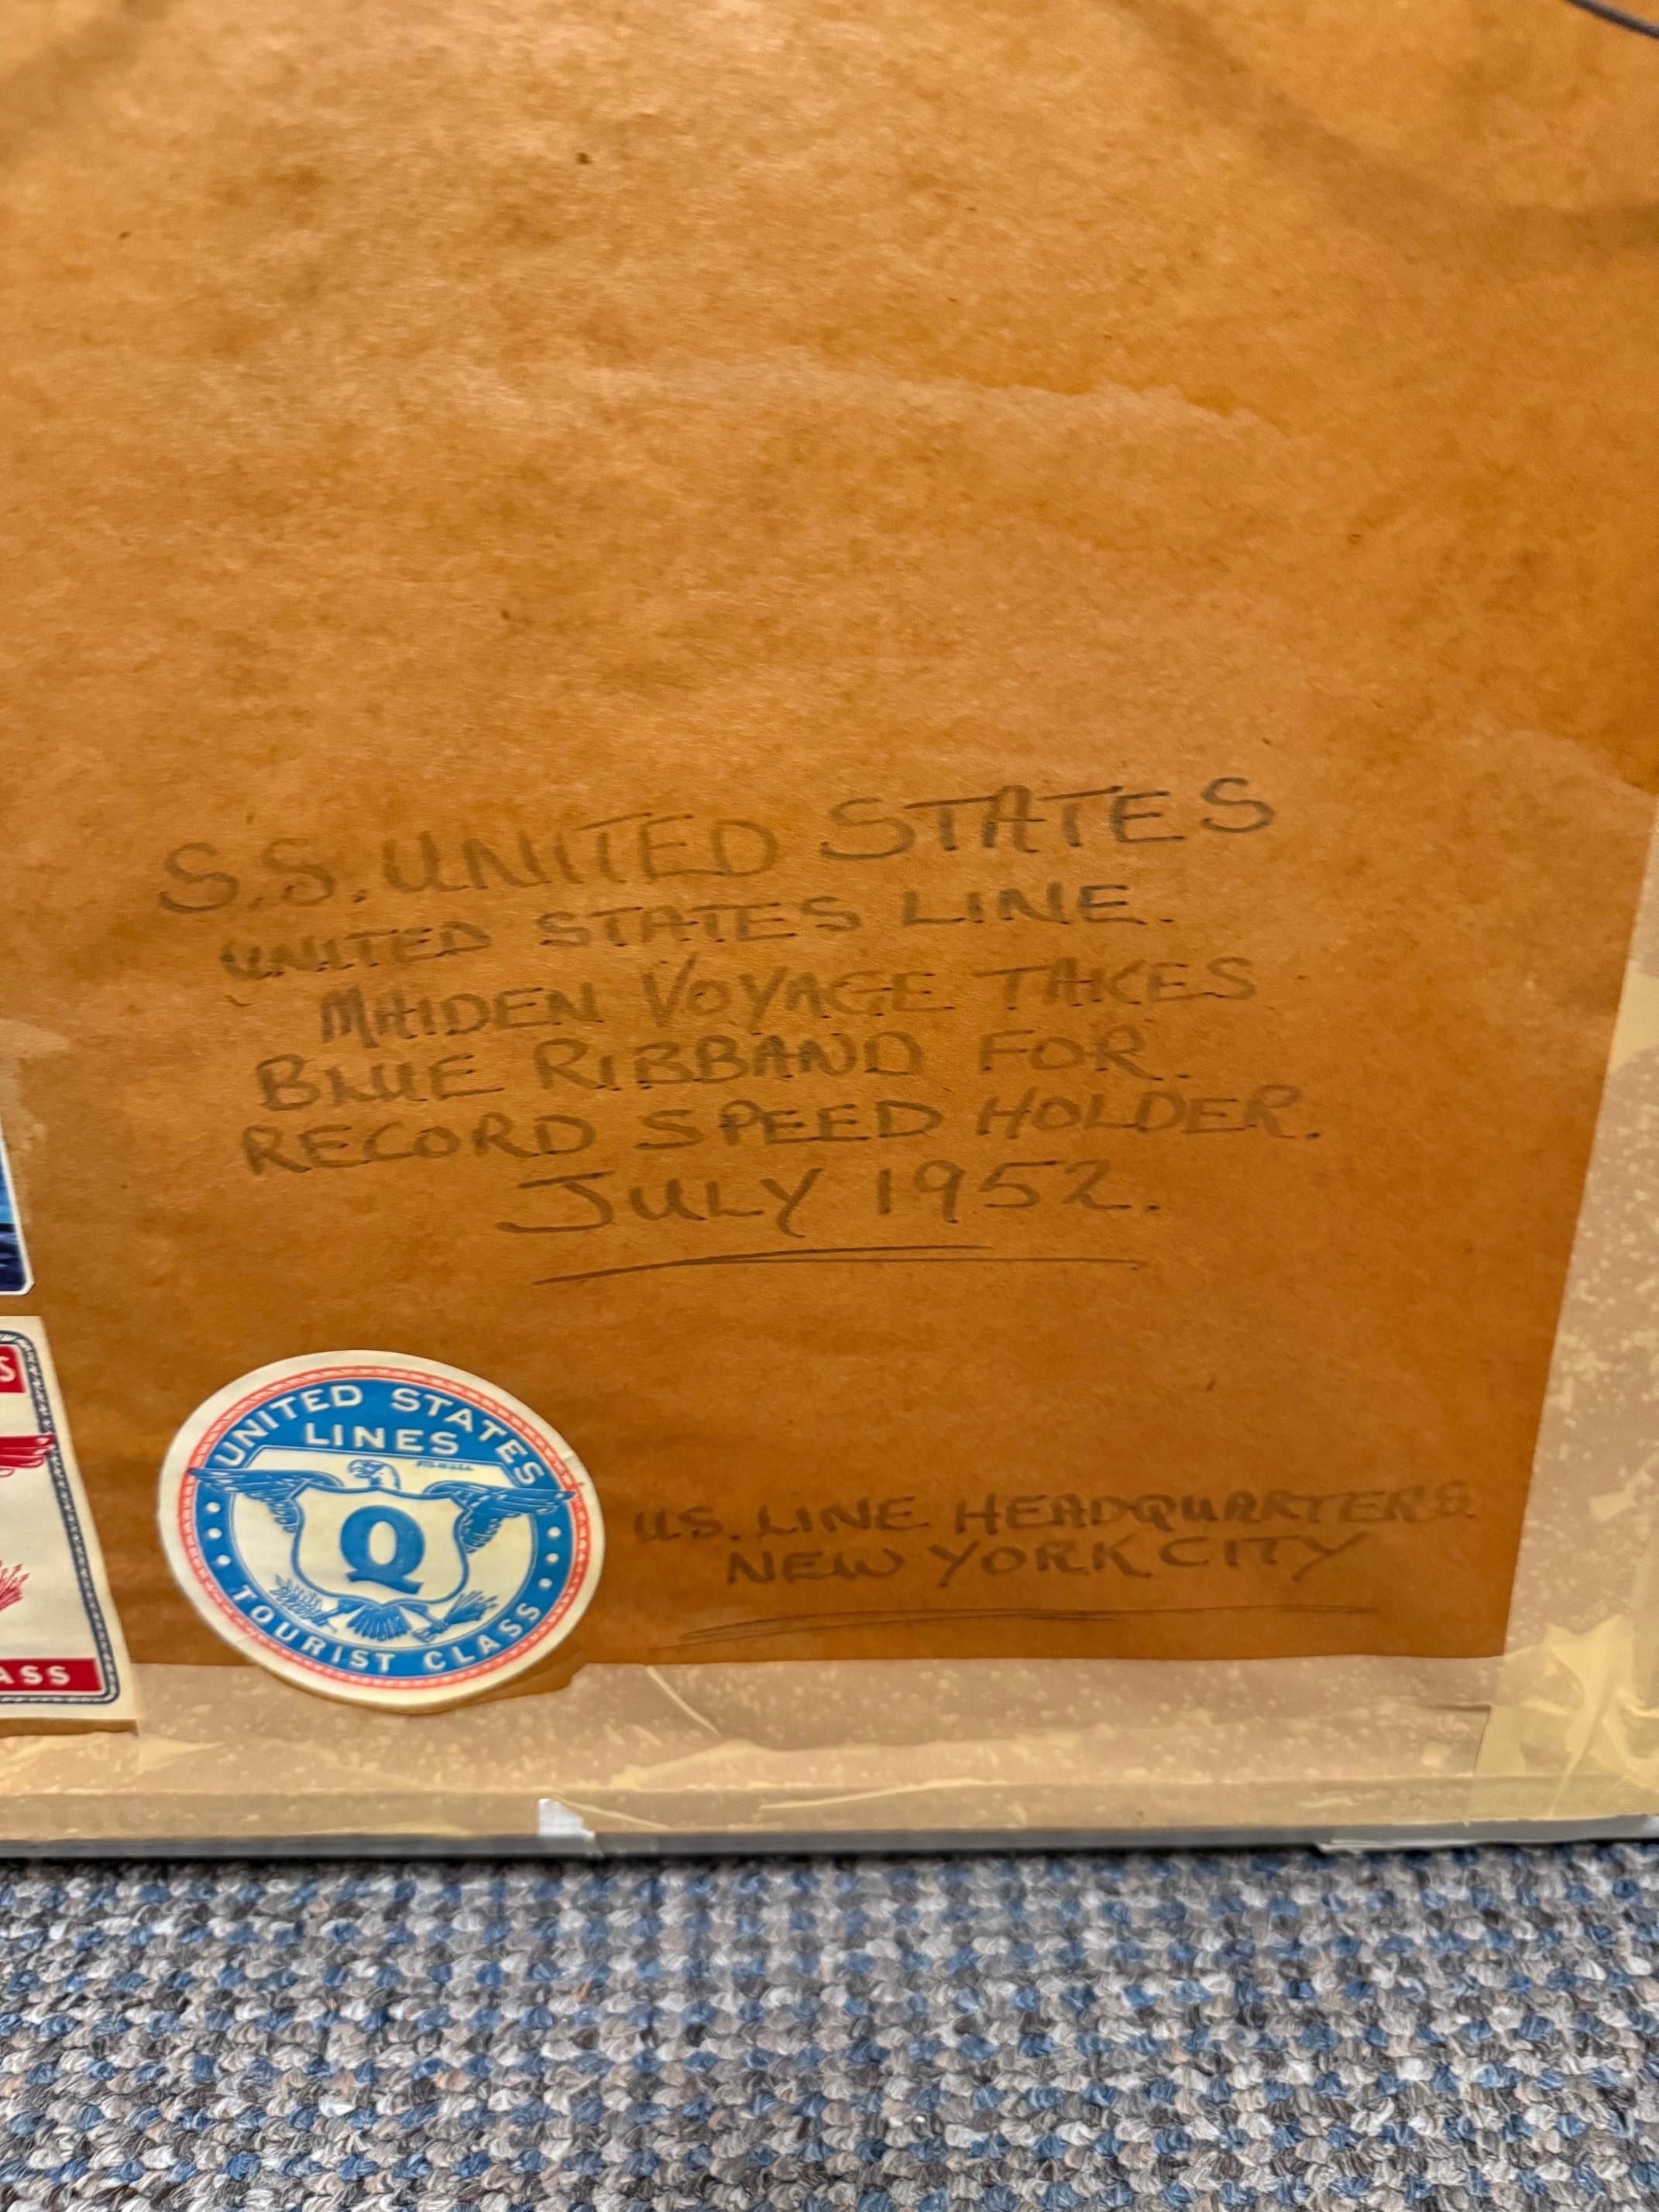 S.S. UNITED STATES
UNITED STATES LINE.
MAIDEN VOYAGE TAKES
BLUE RIBBAND FOR.
RECORD SPEED HOLDER.
JULY 1952.
S
ASS
UNITED STATES
LINES
Q
TOURIST CLASS
U.S. LINE HEADQUARTERS.
NEW YORK CITY